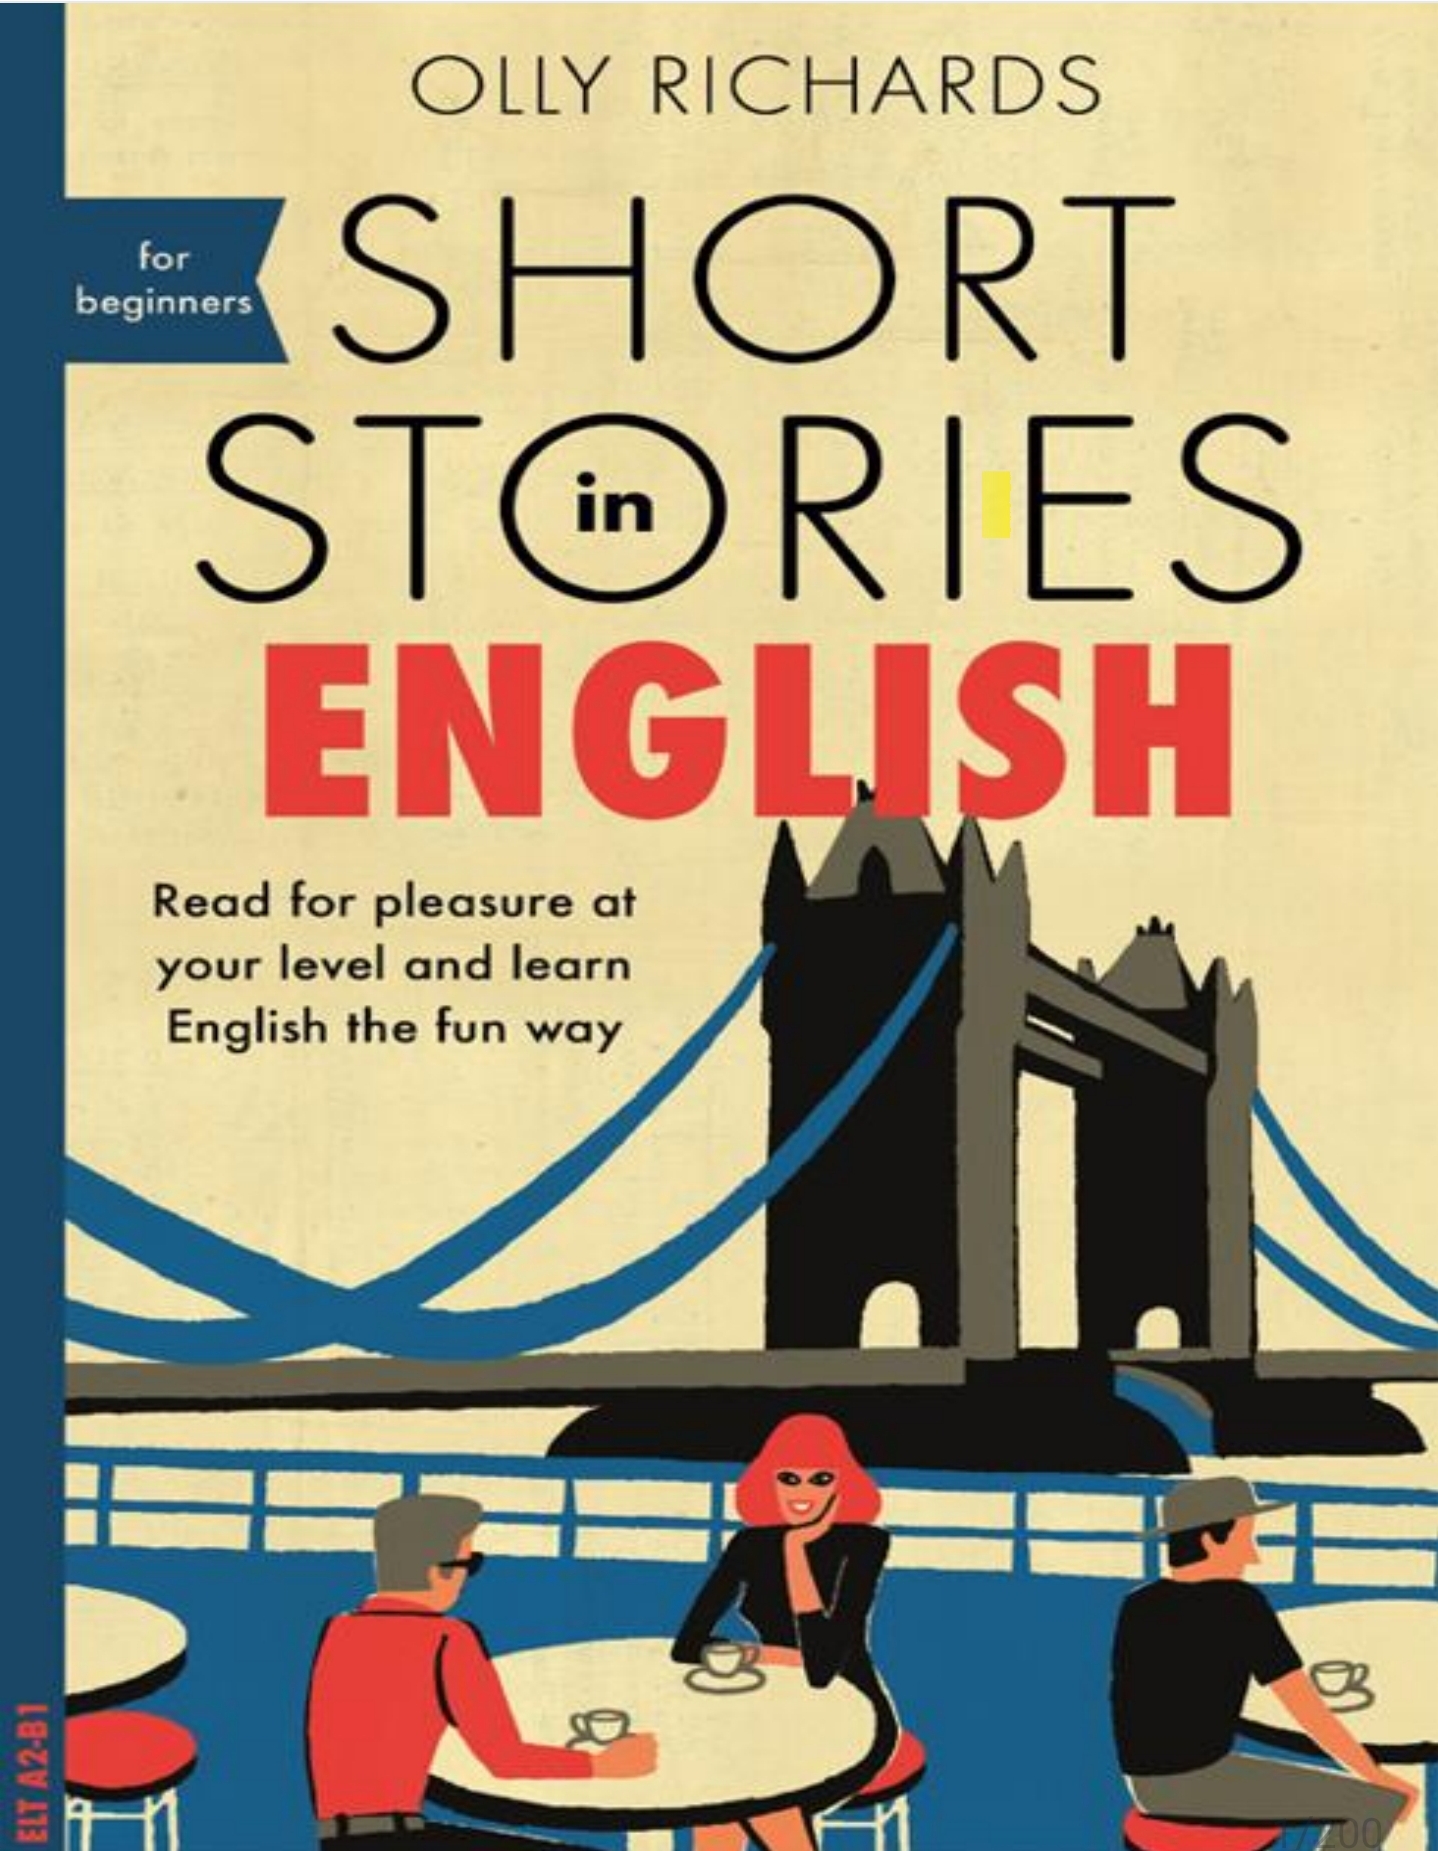 OLLY RICHARDS
for
beginners
SHORT
STORIES
in
ENGLISH
Read for pleasure at
your level and learn
English the fun way
ELT A2-B1
/200